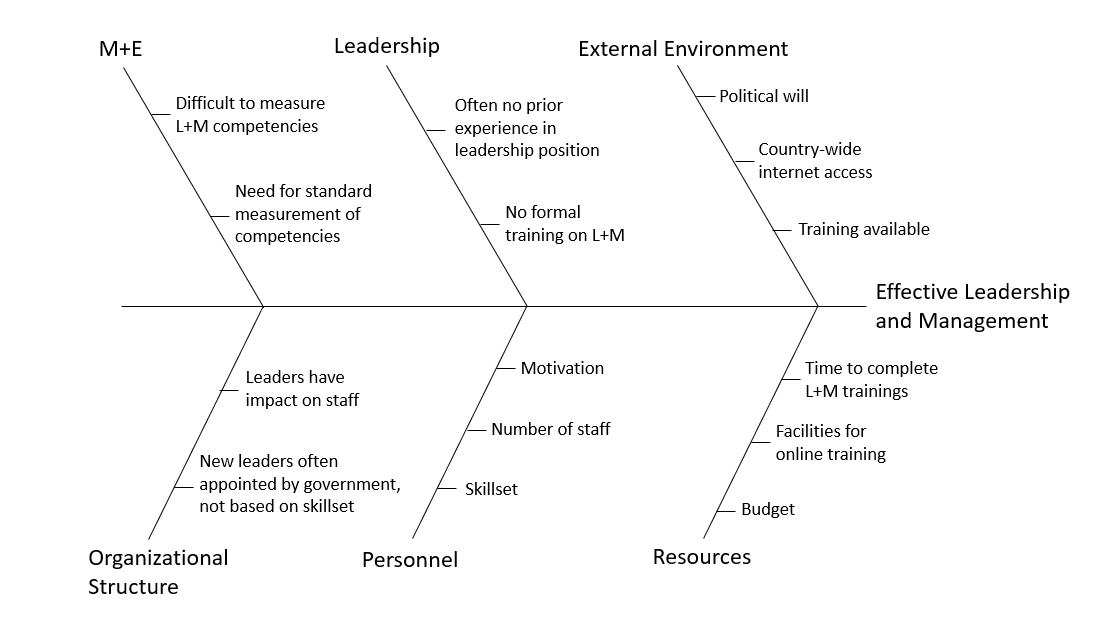 M+E
Difficult to measure
L+M competencies
Need for standard
measurement of
competencies
Leadership
Often no prior
experience in
leadership position
No formal
training on L+M
External Environment
Political will
Country-wide
internet access
Training available
Effective Leadership
and Management
Leaders have
impact on staff
New leaders often
appointed by government,
not based on skillset
Organizational
Structure
Motivation
Number of staff
Skillset
Personnel
Time to complete
L+M trainings
Facilities for
online training
Budget
Resources